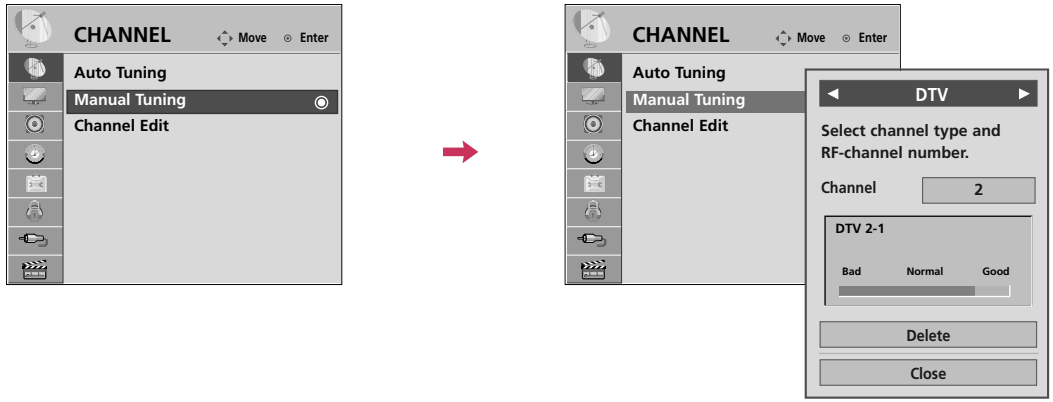 CHANNEL Move Enter
Auto Tuning
Manual Tuning
Channel Edit
CHANNEL Move Enter
Auto Tuning
Manual Tuning
Channel Edit
DTV
Select channel type and
RF-channel number.
Channel 2
DTV 2-1
Bad Normal Good
Delete
Close